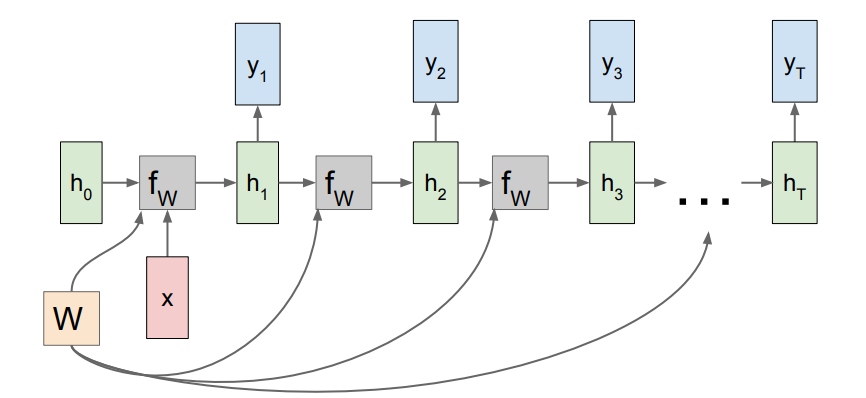 y1 y2 y3 yT
h0 fW h1 fW h2 fW h3 ... hT
W x